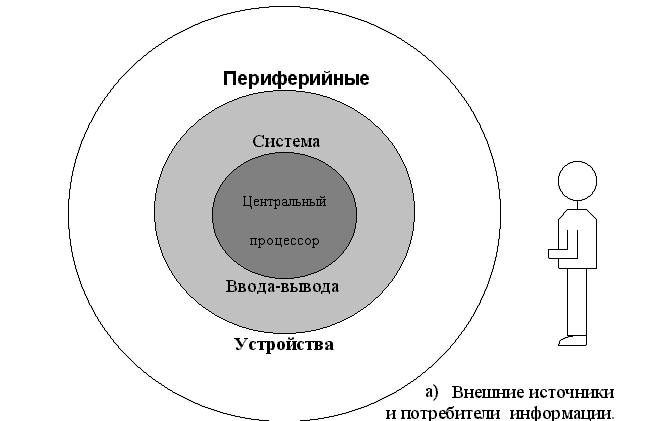 Периферийные
Система
Центральный
процессор
Ввода-вывода
Устройства
а) Внешние источники
и потребители информации.